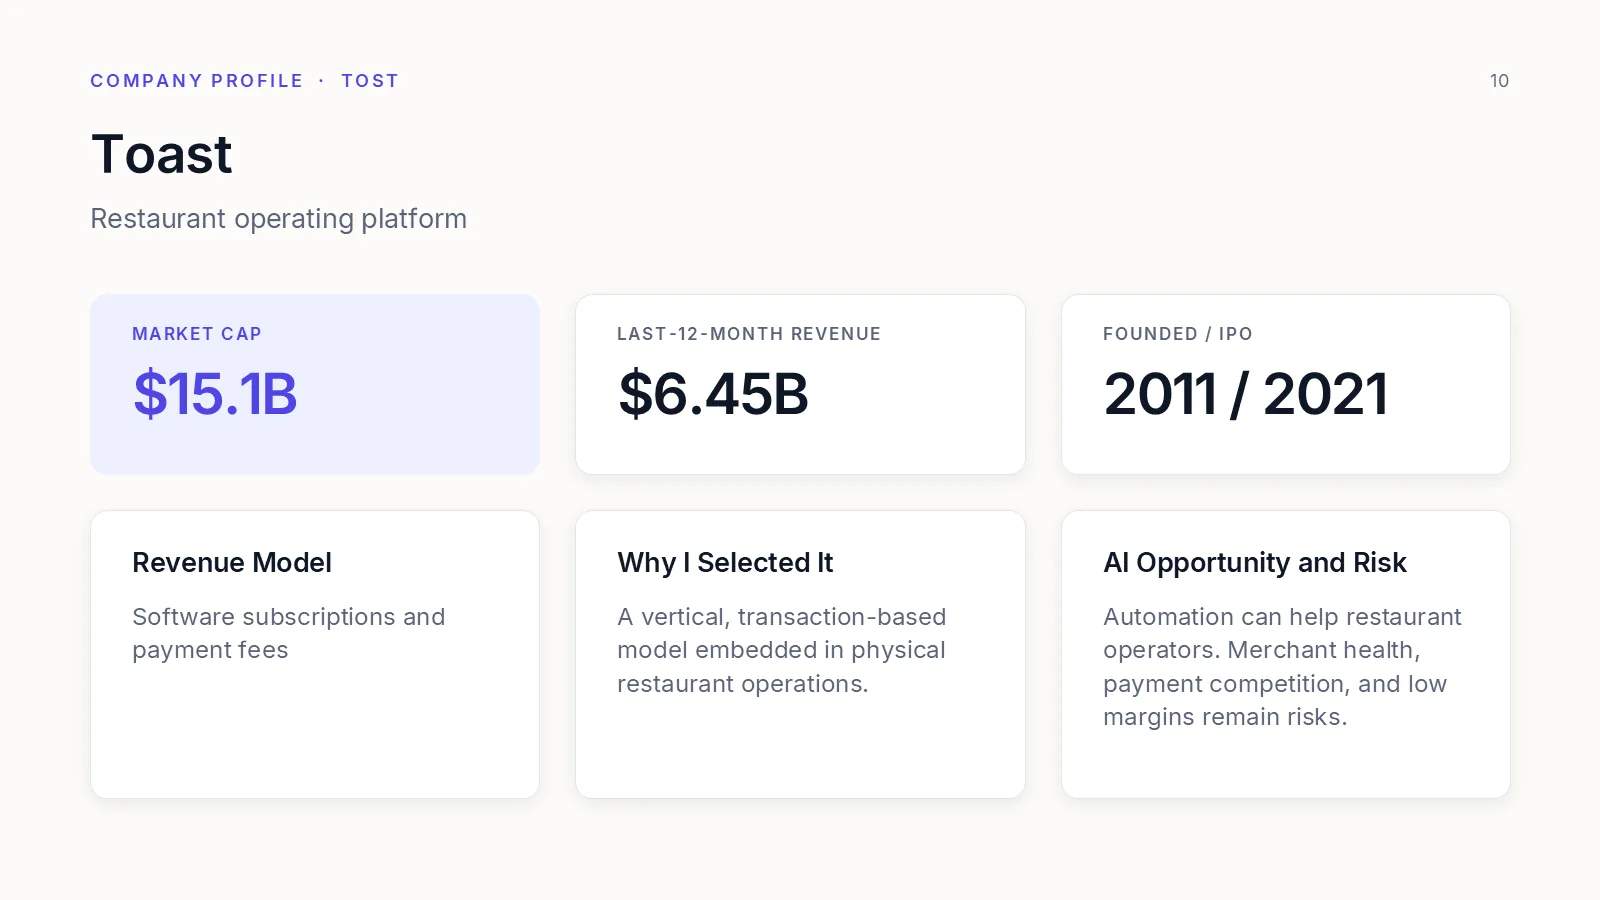 COMPANY PROFILE · TOST
10
Toast
Restaurant operating platform
MARKET CAP
$15.1B
LAST-12-MONTH REVENUE
$6.45B
FOUNDED / IPO
2011 / 2021
Revenue Model
Software subscriptions and
payment fees
Why I Selected It
A vertical, transaction-based
model embedded in physical
restaurant operations.
AI Opportunity and Risk
Automation can help restaurant
operators. Merchant health,
payment competition, and low
margins remain risks.